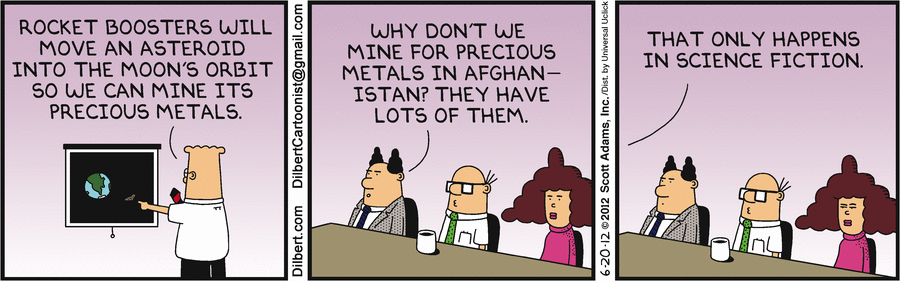 ROCKET BOOSTERS WILL
MOVE AN ASTEROID
INTO THE MOON'S ORBIT
SO WE CAN MINE ITS
PRECIOUS METALS.
Dilbert.com DilbertCartoonist@gmail.com
WHY DON'T WE
MINE FOR PRECIOUS
METALS IN AFGHAN–
ISTAN? THEY HAVE
LOTS OF THEM.
6-20-12 © 2012 Scott Adams, Inc. /Dist. by Universal Uclick
THAT ONLY HAPPENS
IN SCIENCE FICTION.